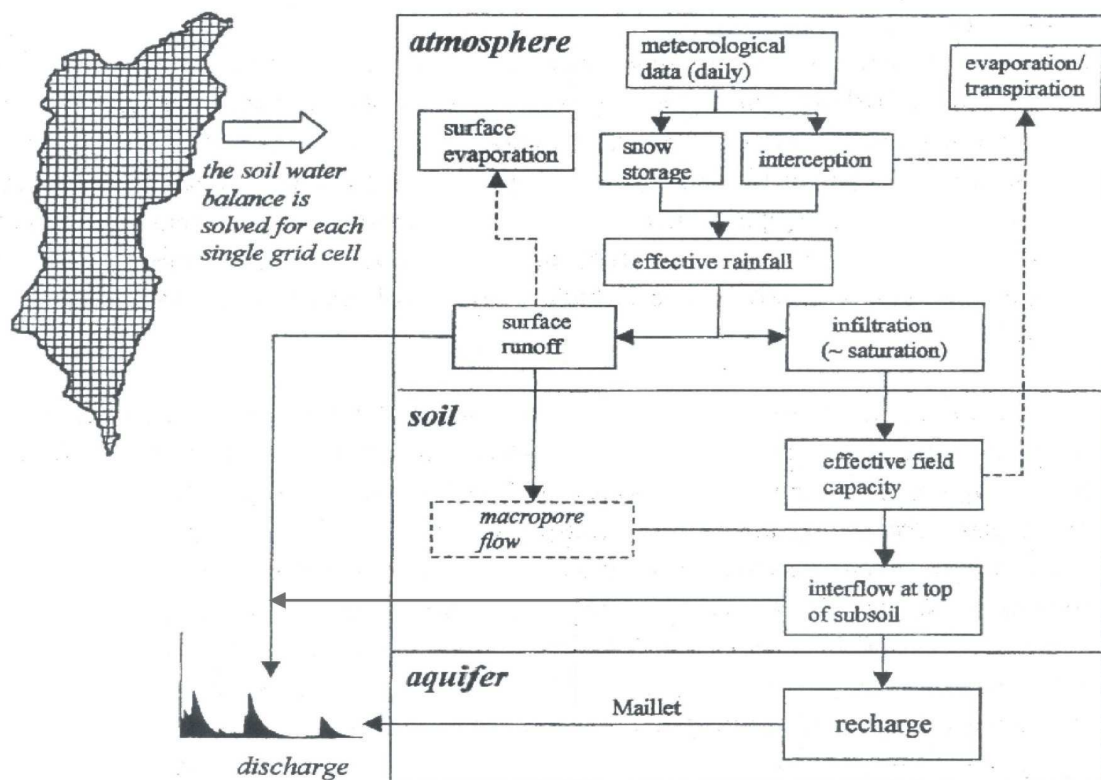 atmosphere
meteorological
data (daily)
evaporation/
transpiration
surface
evaporation
snow
storage
interception
the soil water
balance is
solved for each
single grid cell
effective rainfall
surface
runoff
infiltration
(~ saturation)
soil
effective field
capacity
macropore
flow
interflow at top
of subsoil
aquifer
Maillet
recharge
discharge